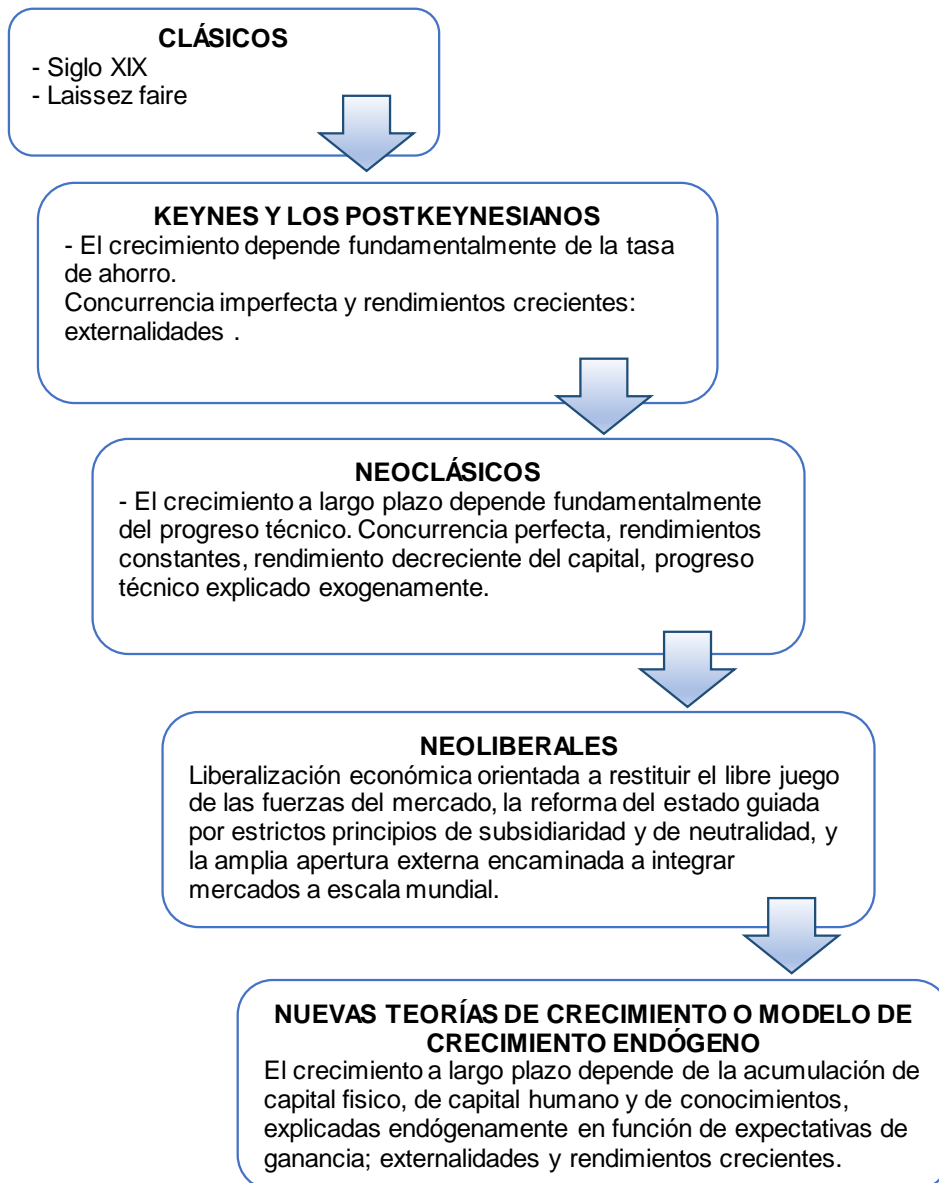 CLÁSICOS
- Siglo XIX
- Laissez faire
KEYNES Y LOS POSTKEYNESIANOS
- El crecimiento depende fundamentalmente de la tasa
de ahorro.
Concurrencia imperfecta y rendimientos crecientes:
externalidades .
NEOCLÁSICOS
- El crecimiento a largo plazo depende fundamentalmente
del progreso técnico. Concurrencia perfecta, rendimientos
constantes, rendimiento decreciente del capital, progreso
técnico explicado exogenamente.
NEOLIBERALES
Liberalización económica orientada a restituir el libre juego
de las fuerzas del mercado, la reforma del estado guiada
por estrictos principios de subsidiaridad y de neutralidad, y
la amplia apertura externa encaminada a integrar
mercados a escala mundial.
NUEVAS TEORÍAS DE CRECIMIENTO O MODELO DE
CRECIMIENTO ENDÓGENO
El crecimiento a largo plazo depende de la acumulación de
capital fisico, de capital humano y de conocimientos,
explicadas endógenamente en función de expectativas de
ganancia; externalidades y rendimientos crecientes.